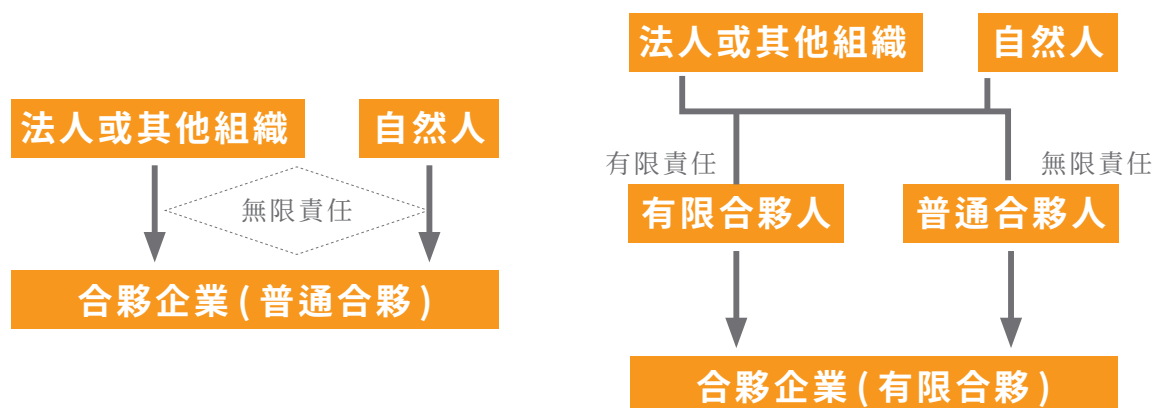 法人或其他組織
自然人
無限責任
合夥企業(普通合夥)
法人或其他組織
自然人
有限責任
無限責任
有限合夥人
普通合夥人
合夥企業(有限合夥)